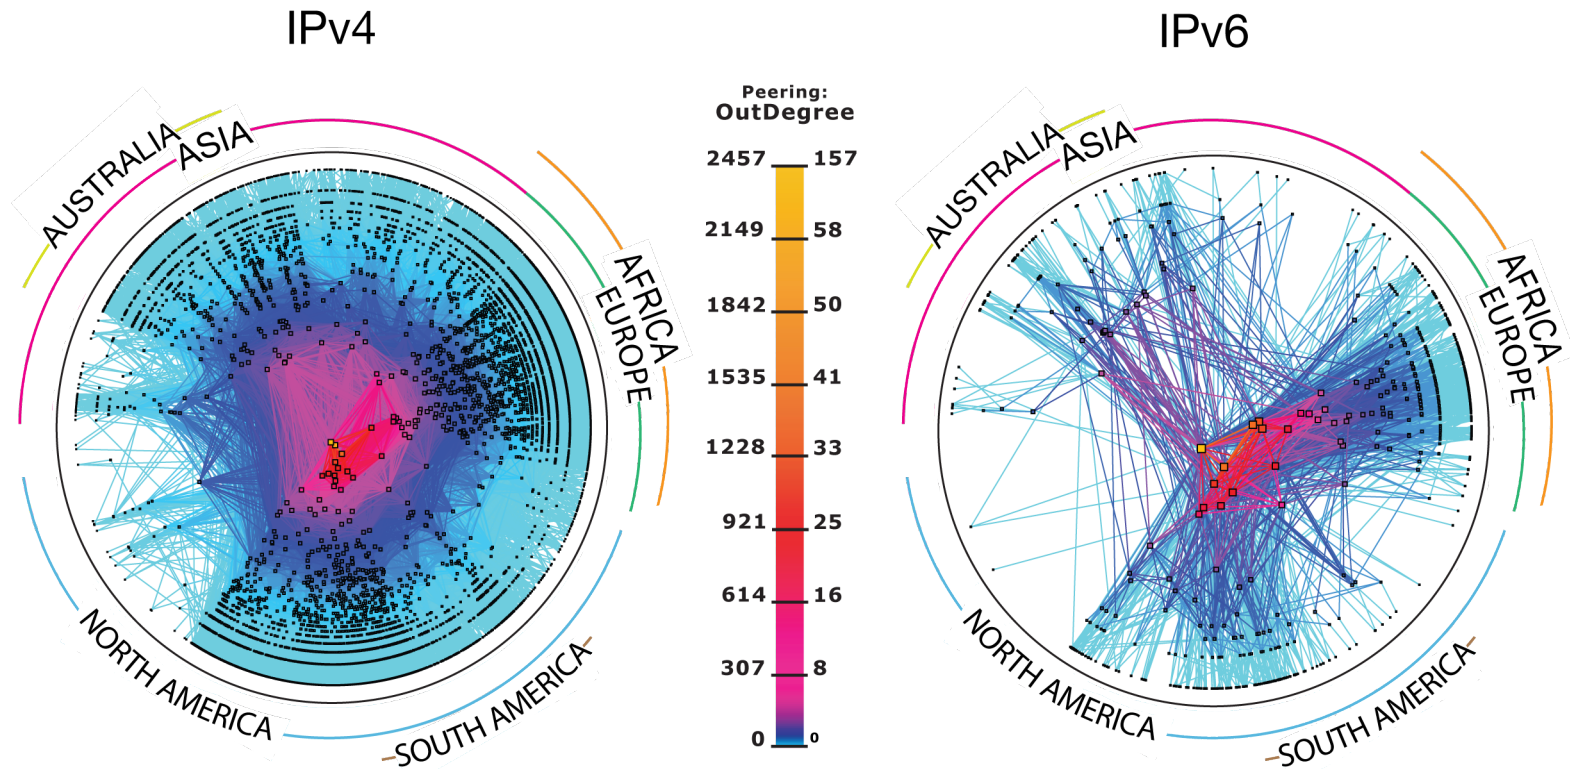 IPv4
IPv6
Peering:
OutDegree
2457 157
2149 58
1842 50
1535 41
1228 33
921 25
614 16
307 8
0 0
AUSTRALIA
ASIA
AFRICA
EUROPE
NORTH AMERICA
SOUTH AMERICA
AUSTRALIA
ASIA
AFRICA
EUROPE
NORTH AMERICA
SOUTH AMERICA